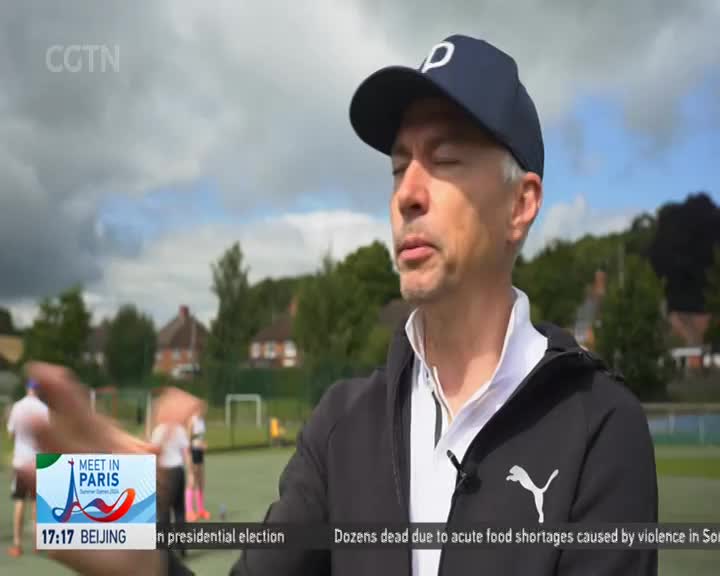 CGTN
P
MEET IN
PARIS
Summer Games 2024
17:17 BEIJING
n presidential election
Dozens dead due to acute food shortages caused by violence in So